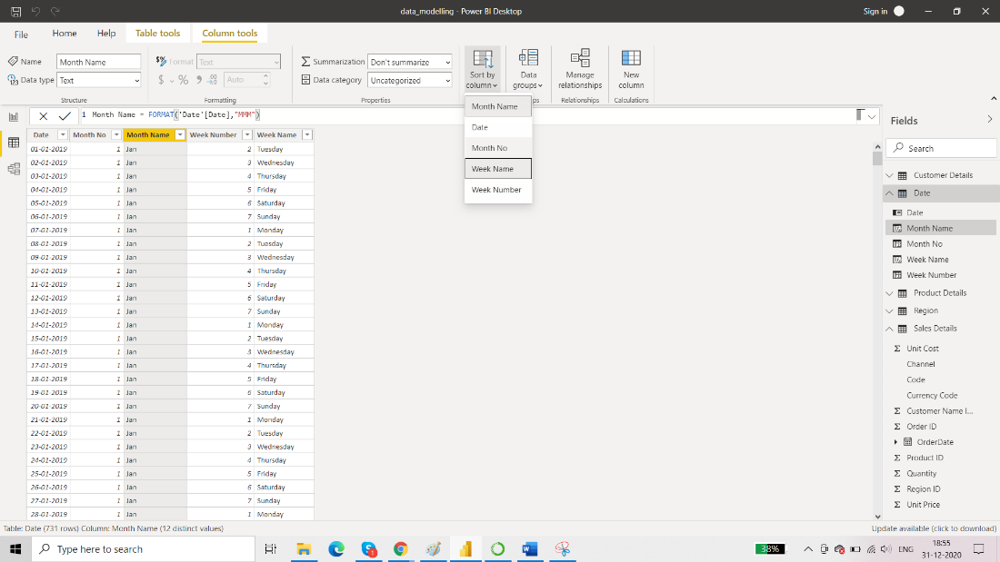 data_modelling - Power BI Desktop
Sign in
File Home Help Table tools Column tools
Name Month Name
Data type Text
Structure
$% Format Text
$ % 9 Auto
Formatting
Summarization Don't summarize
Data category Uncategorized
Properties
Sort by column
Data groups
Manage relationships
Relationships
New column
Calculations
Month Name
Date
Month No
Week Name
Week Number
1 Month Name = FORMAT('Date'[Date],"MMM")
Date Month No Month Name Week Number Week Name
01-01-2019 1 Jan 2 Tuesday
02-01-2019 1 Jan 3 Wednesday
03-01-2019 1 Jan 4 Thursday
04-01-2019 1 Jan 5 Friday
05-01-2019 1 Jan 6 Saturday
06-01-2019 1 Jan 7 Sunday
07-01-2019 1 Jan 1 Monday
08-01-2019 1 Jan 2 Tuesday
09-01-2019 1 Jan 3 Wednesday
10-01-2019 1 Jan 4 Thursday
11-01-2019 1 Jan 5 Friday
12-01-2019 1 Jan 6 Saturday
13-01-2019 1 Jan 7 Sunday
14-01-2019 1 Jan 1 Monday
15-01-2019 1 Jan 2 Tuesday
16-01-2019 1 Jan 3 Wednesday
17-01-2019 1 Jan 4 Thursday
18-01-2019 1 Jan 5 Friday
19-01-2019 1 Jan 6 Saturday
20-01-2019 1 Jan 7 Sunday
21-01-2019 1 Jan 1 Monday
22-01-2019 1 Jan 2 Tuesday
23-01-2019 1 Jan 3 Wednesday
24-01-2019 1 Jan 4 Thursday
25-01-2019 1 Jan 5 Friday
26-01-2019 1 Jan 6 Saturday
27-01-2019 1 Jan 7 Sunday
28-01-2019 1 Jan 1 Monday
Fields
Search
Customer Details
Date
Date
Month Name
Month No
Week Name
Week Number
Product Details
Region
Sales Details
Unit Cost
Channel
Code
Currency Code
Customer Name I...
Order ID
OrderDate
Product ID
Quantity
Region ID
Unit Price
Table: Date (731 rows) Column: Month Name (12 distinct values)
Update available (click to download)
Type here to search
38%
ENG
18:55
31-12-2020